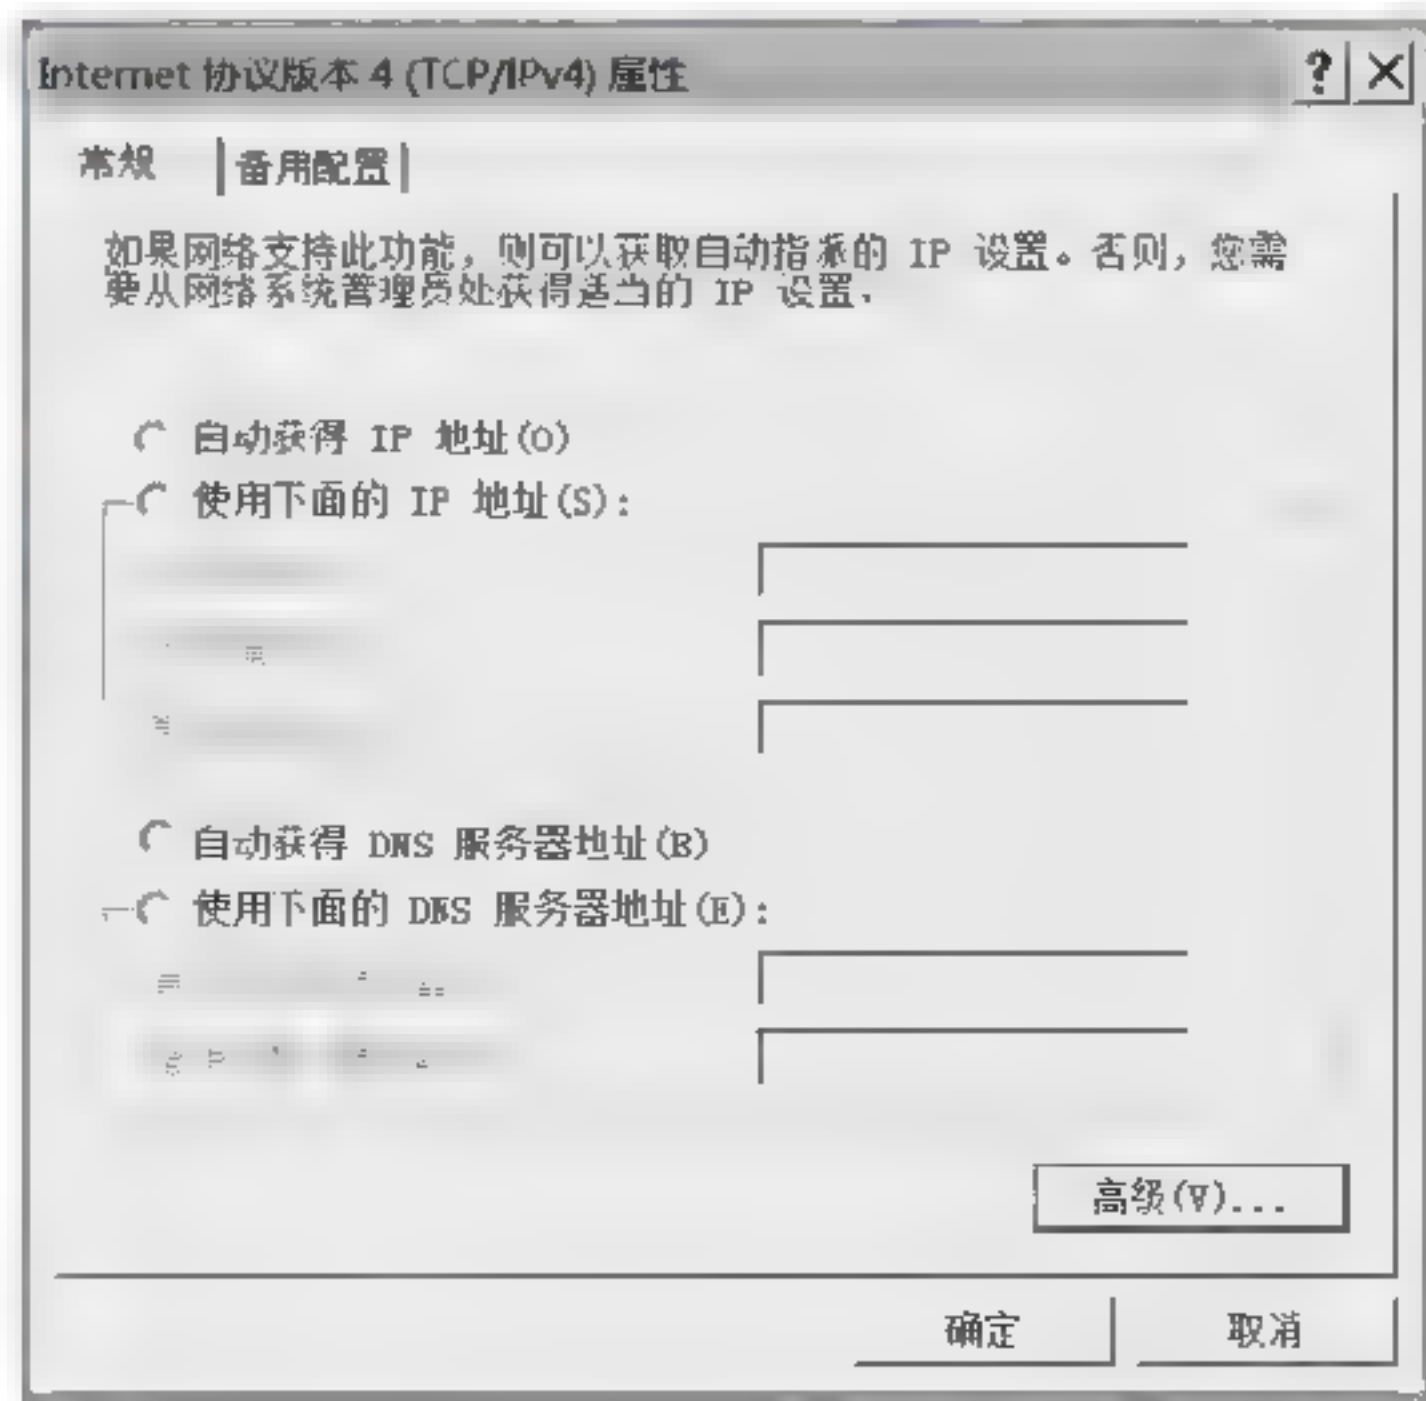 Internet 协议版本 4 (TCP/IPv4) 属性
常规 备用配置
如果网络支持此功能，则可以获取自动指派的 IP 设置。否则，您需
要从网络系统管理员处获得适当的 IP 设置。
自动获得 IP 地址(O)
使用下面的 IP 地址(S):
自动获得 DNS 服务器地址(B)
使用下面的 DNS 服务器地址(E):
高级(V)...
确定 取消